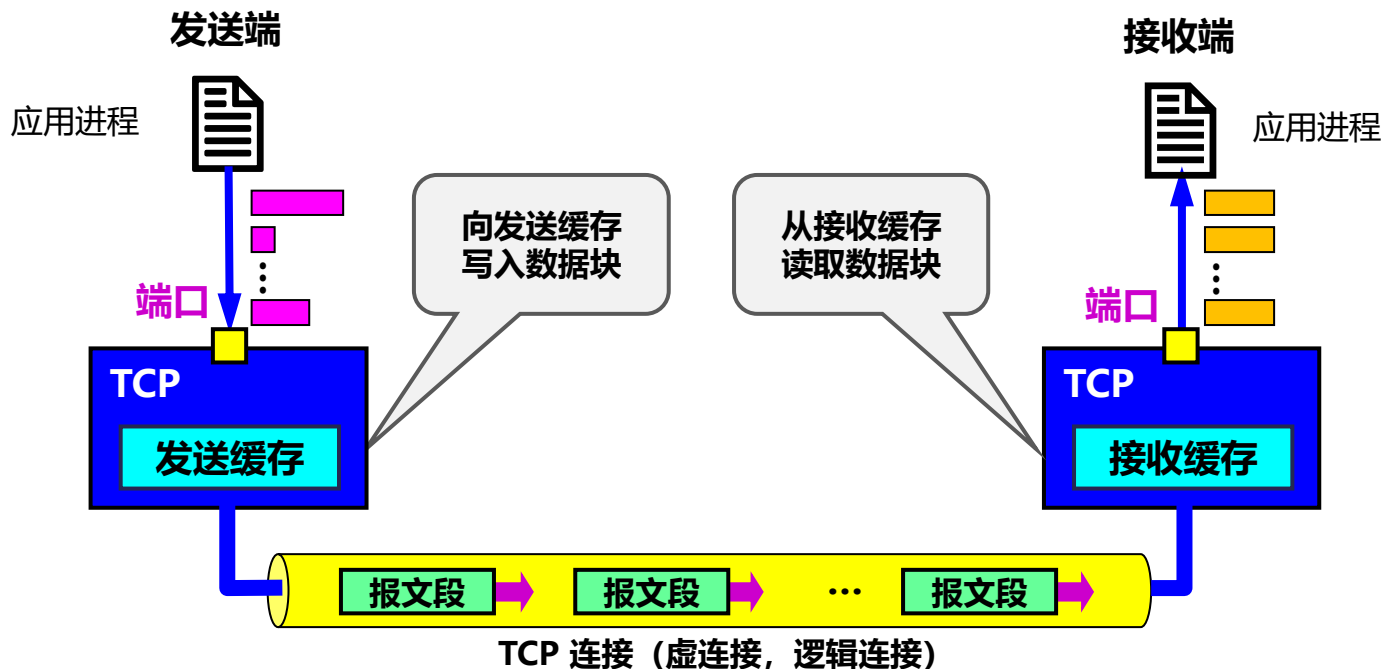 发送端
接收端
应用进程
应用进程
向发送缓存
写入数据块
从接收缓存
读取数据块
端口
端口
TCP
TCP
发送缓存
接收缓存
报文段
报文段
...
报文段
TCP 连接（虚连接，逻辑连接）